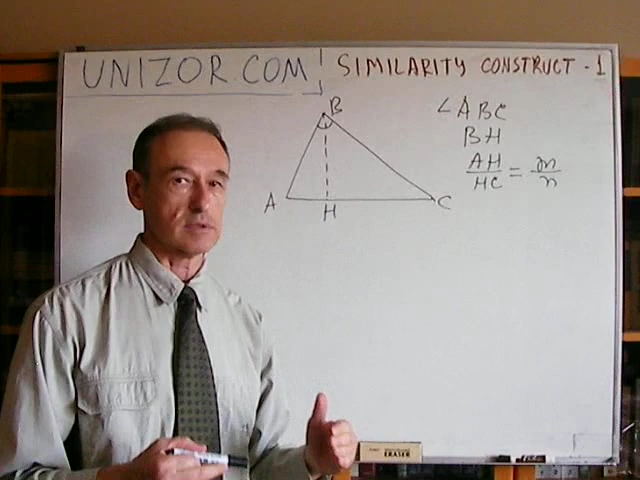 UNIZOR.COM
SIMILARITY CONSTRUCT - 1
B
A
H
C
∠ABC
BH
AH/HC = m/n
ERASER